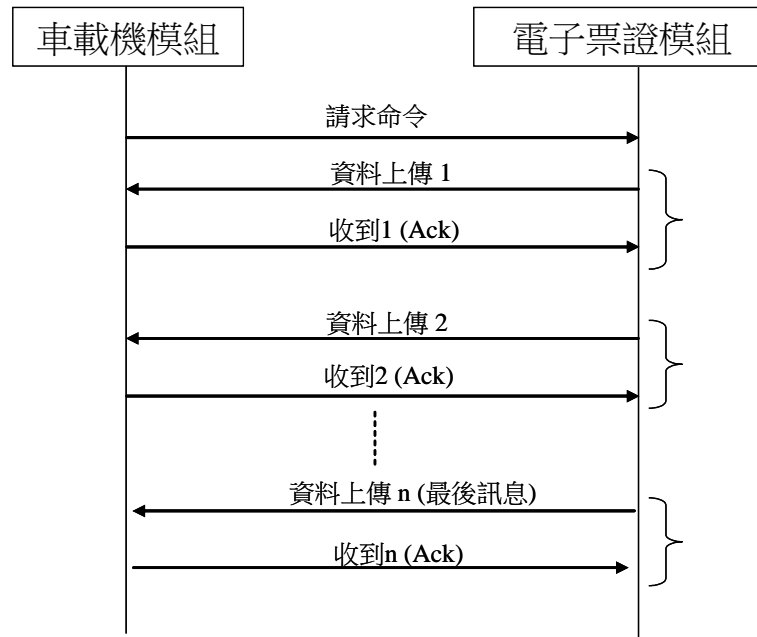 車載機模組
電子票證模組
請求命令
資料上傳 1
收到1 (Ack)
資料上傳 2
收到2 (Ack)
資料上傳 n (最後訊息)
收到n (Ack)